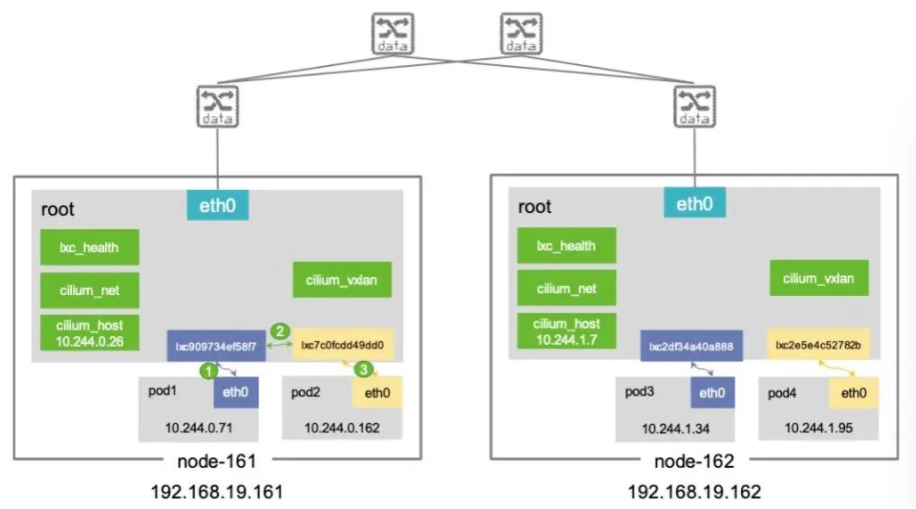 data
data
data
data
root
eth0
lxc_health
cilium_net
cilium_host
10.244.0.26
cilium_vxlan
lxc909734ef58f7
2
lxc7c0fcdd49dd0
1
3
pod1
eth0
10.244.0.71
pod2
eth0
10.244.0.162
node-161
192.168.19.161
root
eth0
lxc_health
cilium_net
cilium_host
10.244.1.7
cilium_vxlan
lxc2df34a40a888
lxc2e5e4c52782b
pod3
eth0
10.244.1.34
pod4
eth0
10.244.1.95
node-162
192.168.19.162